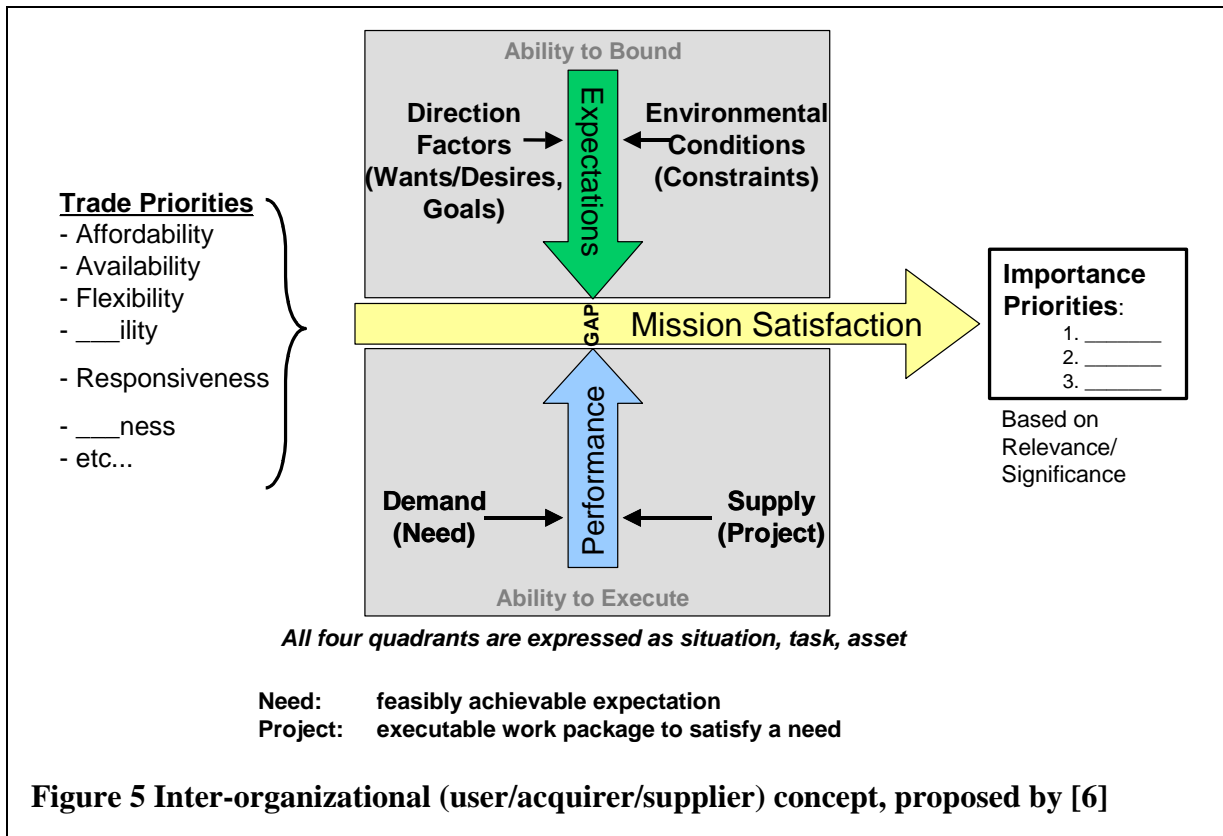 Ability to Bound
Expectations
Direction
Factors
(Wants/Desires,
Goals)
Environmental
Conditions
(Constraints)
Trade Priorities
- Affordability
- Availability
- Flexibility
- ___ility
- Responsiveness
- ___ness
- etc...
GAP
Mission Satisfaction
Importance
Priorities:
1. _______
2. _______
3. _______
Based on
Relevance/
Significance
Performance
Demand
(Need)
Supply
(Project)
Ability to Execute
All four quadrants are expressed as situation, task, asset
Need: feasibly achievable expectation
Project: executable work package to satisfy a need
Figure 5 Inter-organizational (user/acquirer/supplier) concept, proposed by [6]